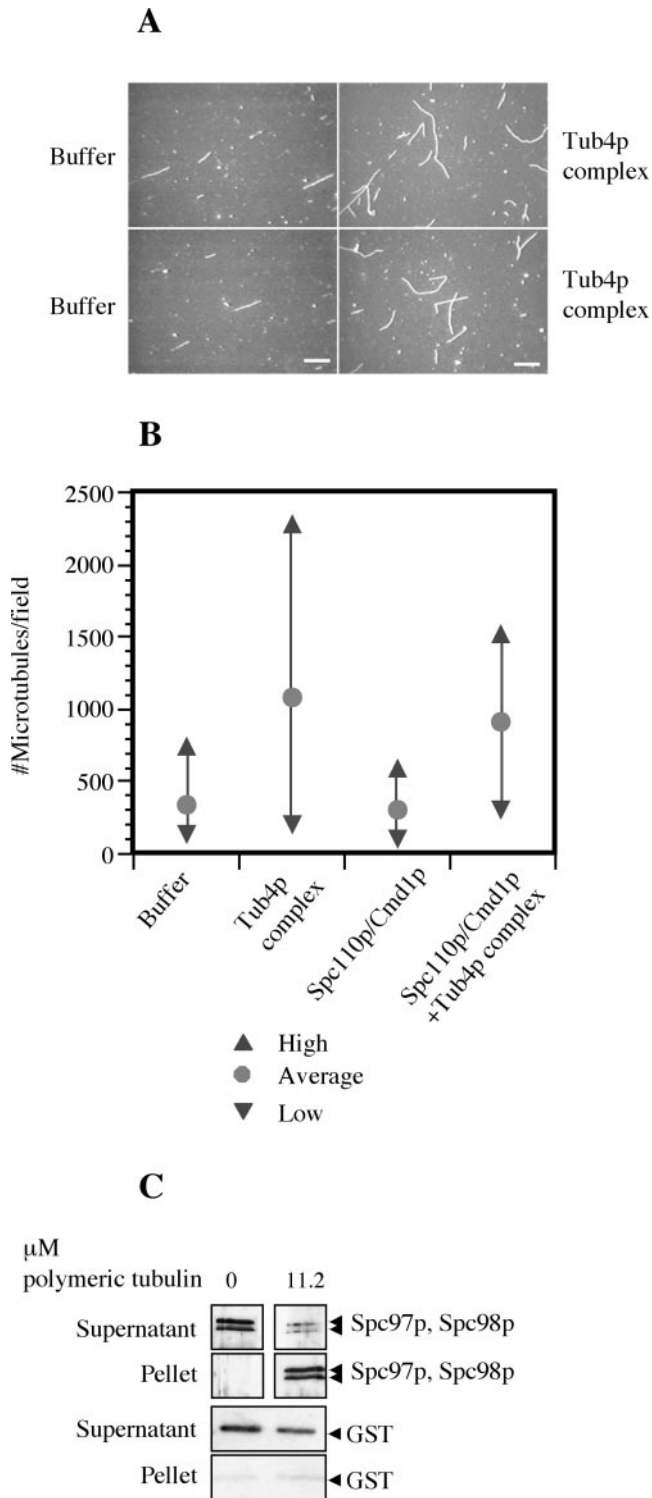 A
Buffer
Tub4p
complex
Buffer
Tub4p
complex
B
#Microtubules/field
2500
2000
1500
1000
500
0
Buffer
Tub4p
complex
Spc110p/Cmd1p
Spc110p/Cmd1p
+Tub4p complex
High
Average
Low
C
µM
polymeric tubulin 0 11.2
Supernatant Spc97p, Spc98p
Pellet Spc97p, Spc98p
Supernatant GST
Pellet GST